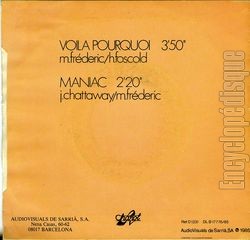 VOILA POURQUOI 3'50"
m.fréderic/h.foscold
MANIAC 2'20"
j.chattaway/m.fréderic
AUDIOVISUALS DE SARRIÀ, S.A.
Nena Casas, 60-62
08017 BARCELONA
AudioVisuals de Sarrià, SA
Encyclopédisque